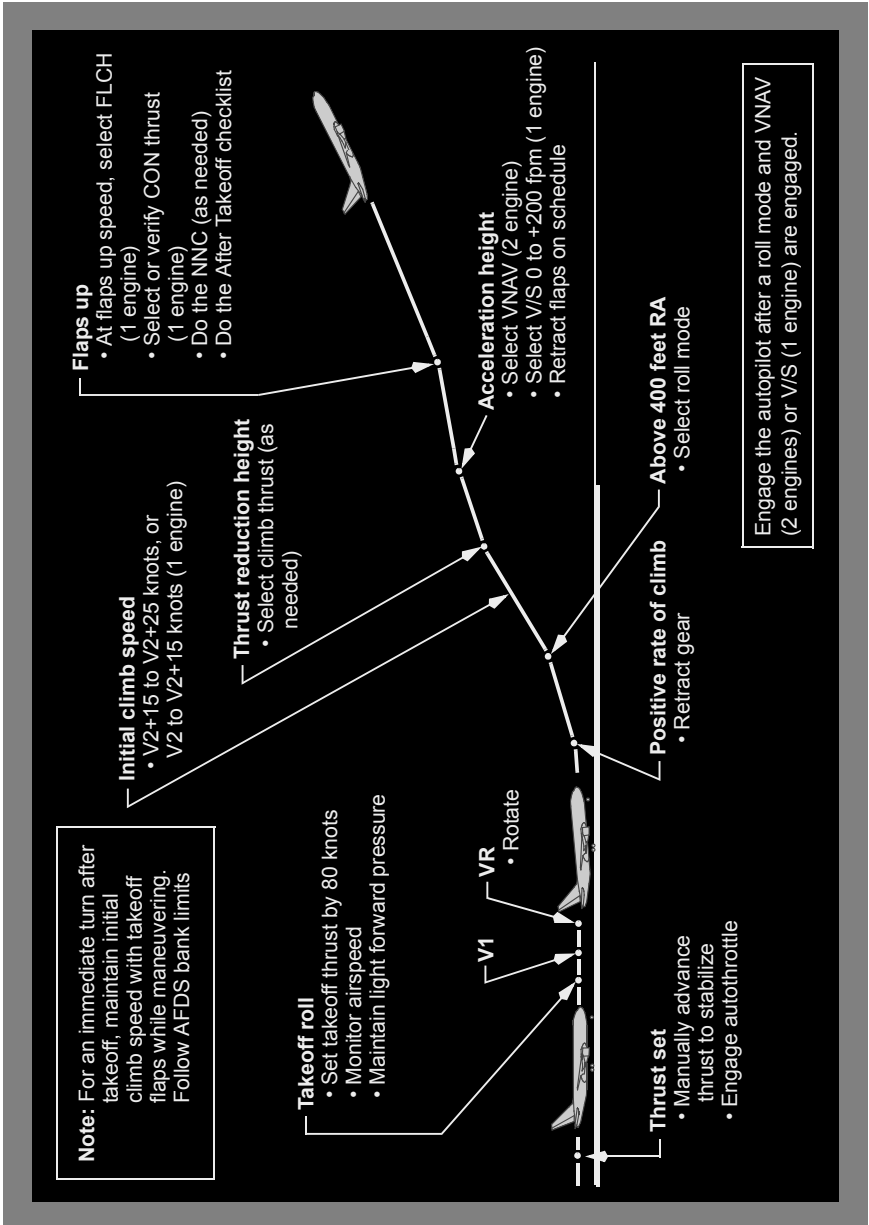 Note: For an immediate turn after
takeoff, maintain initial
climb speed with takeoff
flaps while maneuvering.
Follow AFDS bank limits
Takeoff roll
• Set takeoff thrust by 80 knots
• Monitor airspeed
• Maintain light forward pressure
Thrust set
• Manually advance
thrust to stabilize
• Engage autothrottle
V1
VR
• Rotate
Initial climb speed
• V2+15 to V2+25 knots, or
V2 to V2+15 knots (1 engine)
Positive rate of climb
• Retract gear
Above 400 feet RA
• Select roll mode
Thrust reduction height
• Select climb thrust (as
needed)
Acceleration height
• Select VNAV (2 engine)
• Select V/S 0 to +200 fpm (1 engine)
• Retract flaps on schedule
Flaps up
• At flaps up speed, select FLCH
(1 engine)
• Select or verify CON thrust
(1 engine)
• Do the NNC (as needed)
• Do the After Takeoff checklist
Engage the autopilot after a roll mode and VNAV
(2 engines) or V/S (1 engine) are engaged.